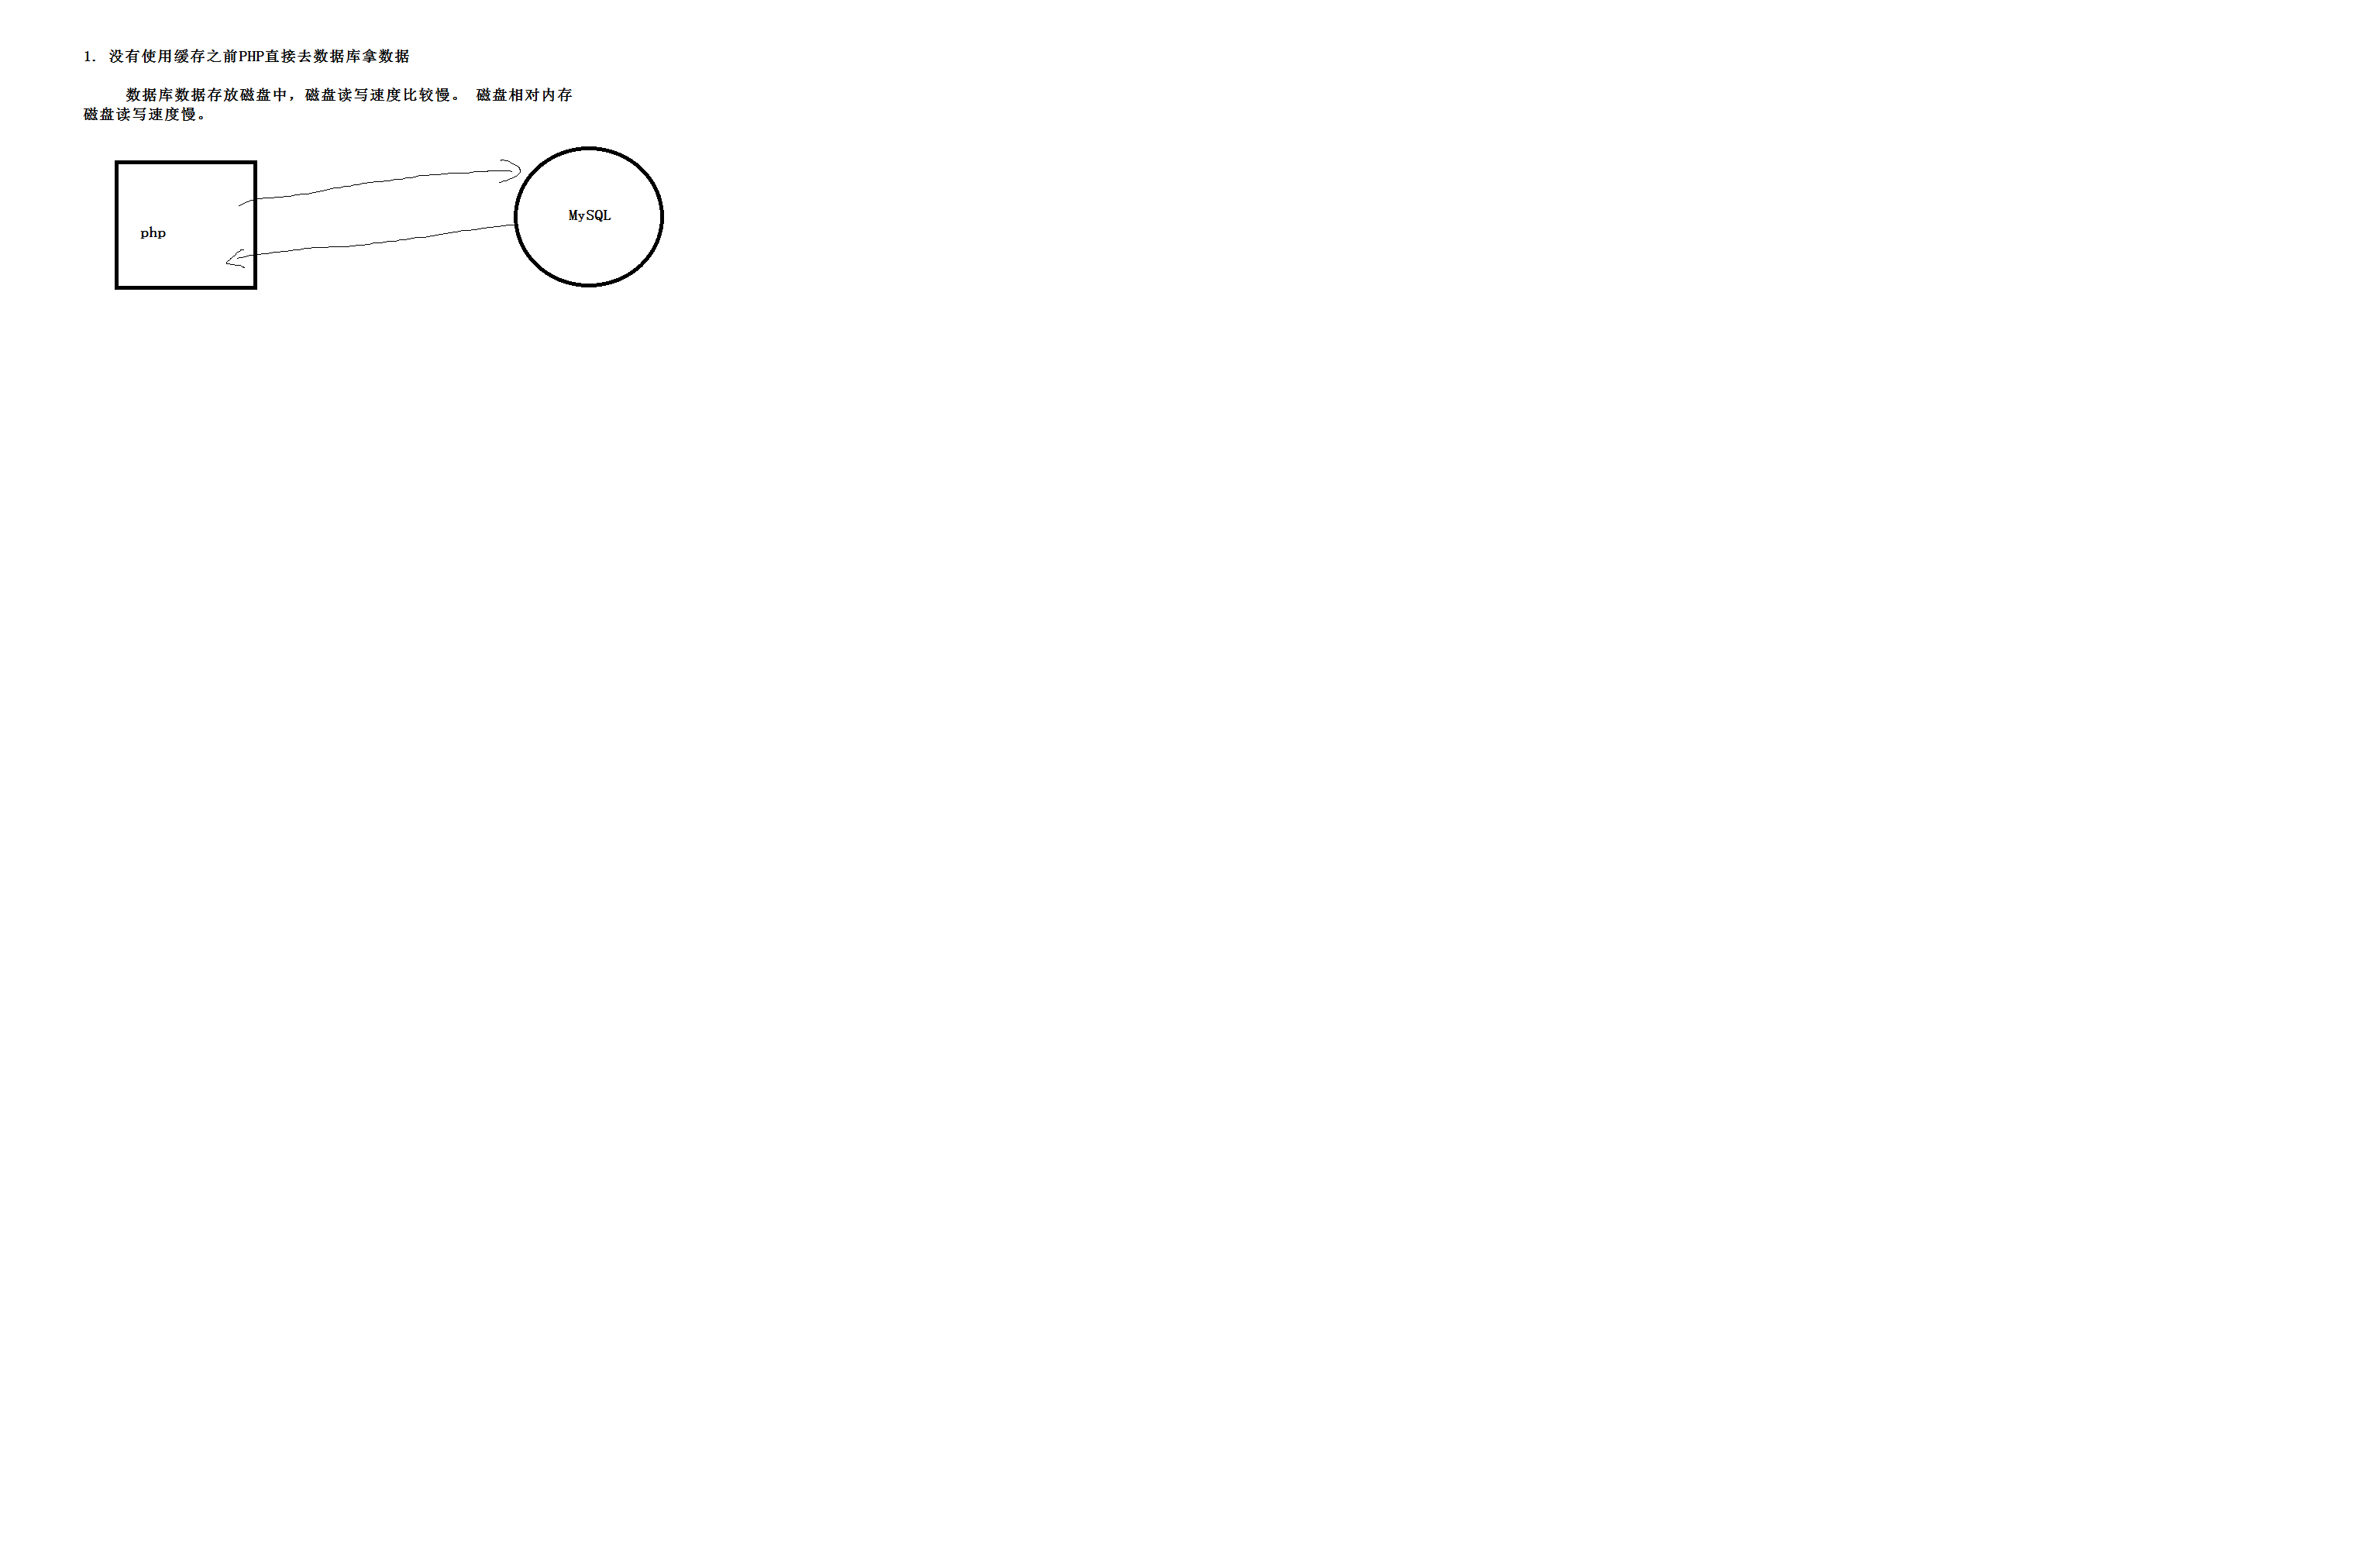 1. 没有使用缓存之前PHP直接去数据库拿数据
数据库数据存放磁盘中，磁盘读写速度比较慢。 磁盘相对内存
磁盘读写速度慢。
MySQL
php